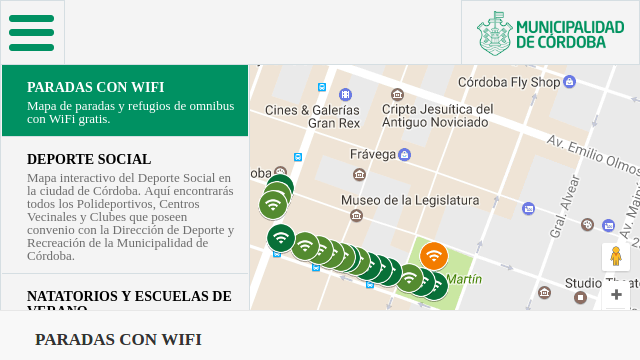 MUNICIPALIDAD
DE CÓRDOBA
PARADAS CON WIFI
Mapa de paradas y refugios de omnibus
con WiFi gratis.
DEPORTE SOCIAL
Mapa interactivo del Deporte Social en
la ciudad de Córdoba. Aquí encontrarás
todos los Polideportivos, Centros
Vecinales y Clubes que poseen
convenio con la Dirección de Deporte y
Recreación de la Municipalidad de
Córdoba.
NATATORIOS Y ESCUELAS DE
VERANO
Córdoba Fly Shop
Cines & Galerías
Gran Rex
Cripta Jesuítica del
Antiguo Noviciado
Av. Emilio Olmos
Frávega
oba
Museo de la Legislatura
Gral. Alvear
Av. Maip
Martín
Studio Theater
+
PARADAS CON WIFI